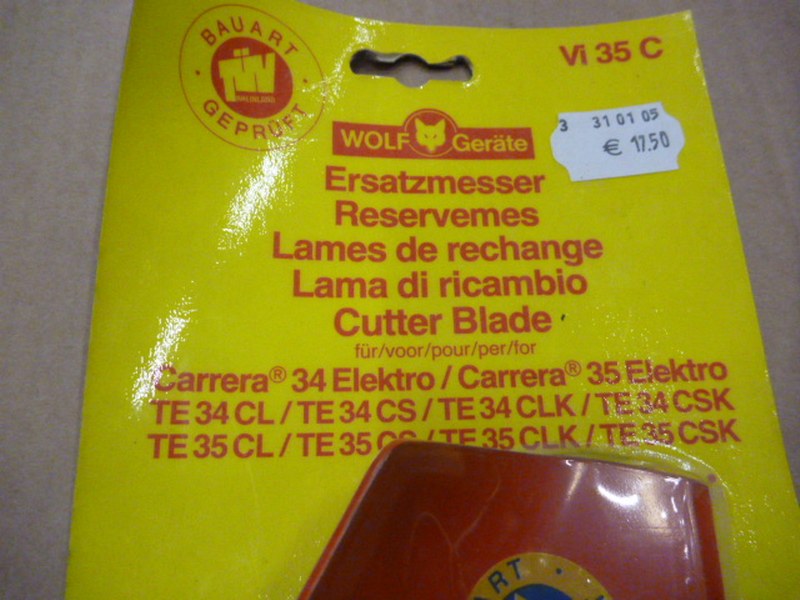 BAUART
TÜV
GEPRÜFT
Vi 35 C
3 31 01 05
€ 17.50
WOLF Geräte
Ersatzmesser
Reservemes
Lames de rechange
Lama di ricambio
Cutter Blade
für/voor/pour/per/for
Carrera® 34 Elektro / Carrera® 35 Elektro
TE 34 CL / TE 34 CS / TE 34 CLK / TE 34 CSK
TE 35 CL / TE 35 CS / TE 35 CLK / TE 35 CSK